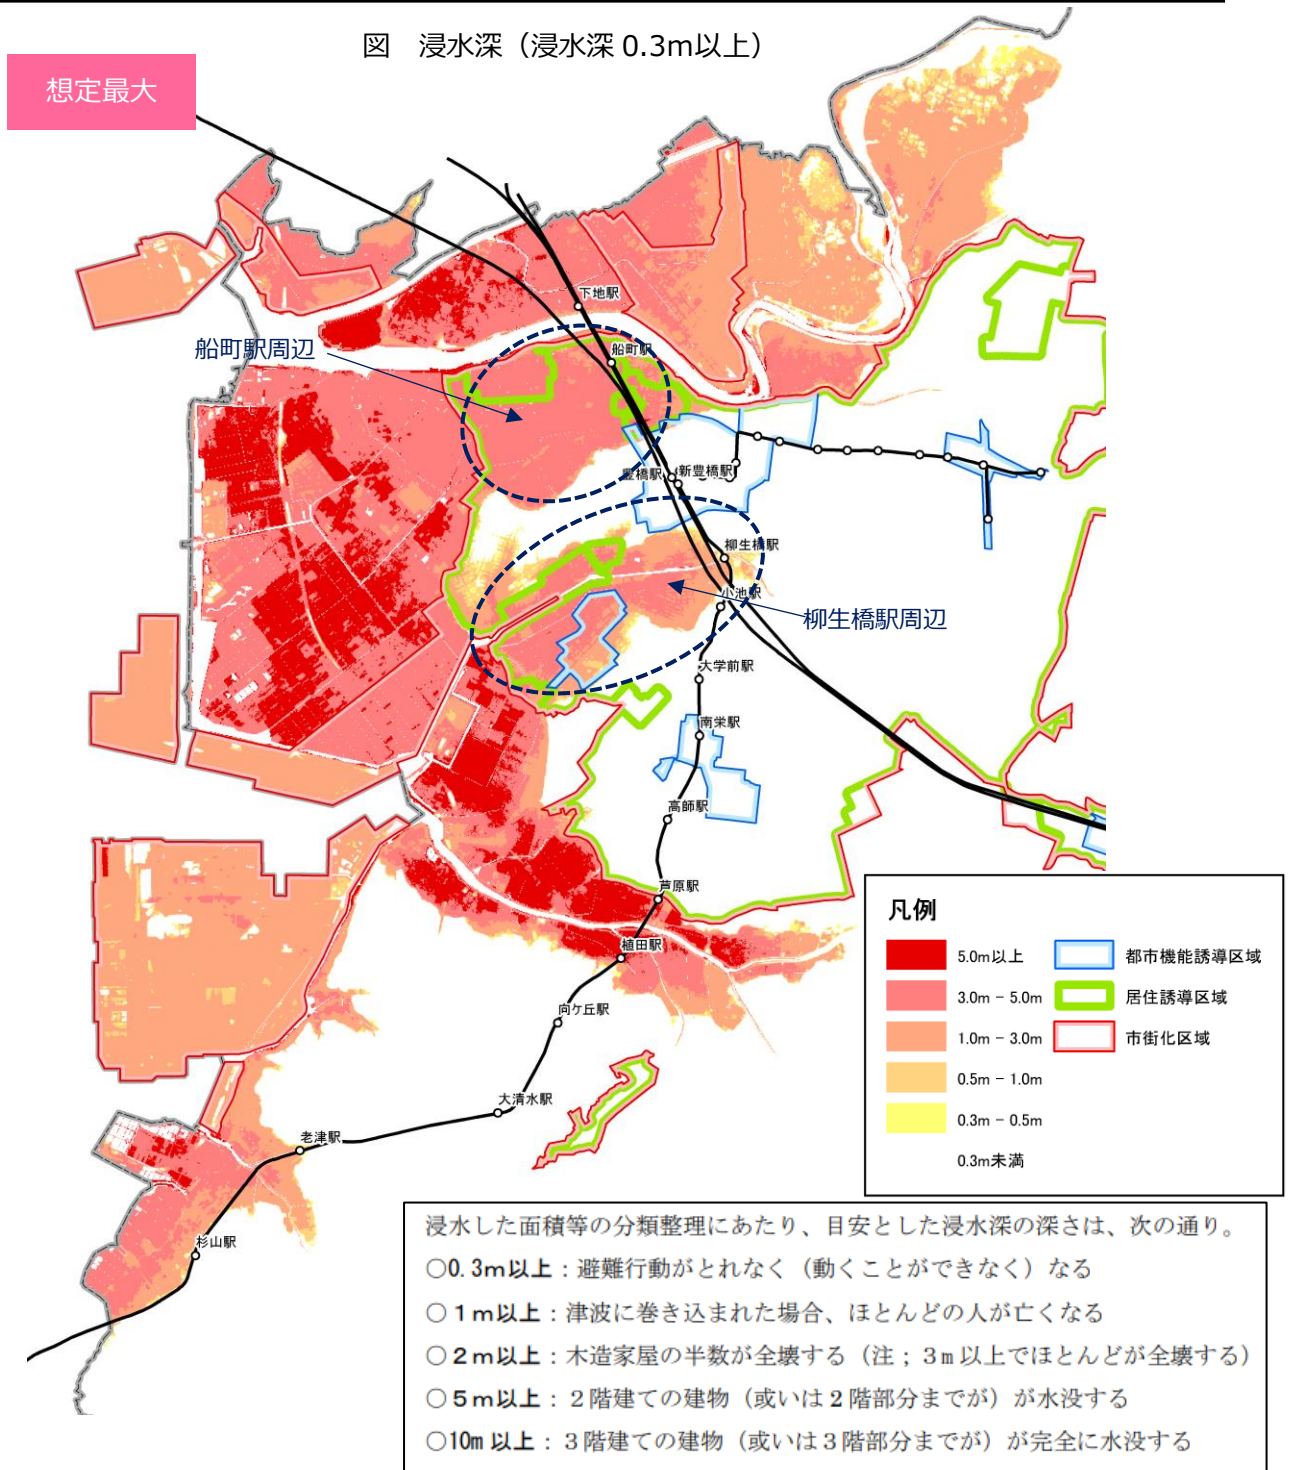 図　浸水深（浸水深 0.3m以上）
想定最大
下地駅
船町駅周辺
船町駅
豊橋駅
新豊橋駅
柳生橋駅
小池駅
柳生橋駅周辺
大学前駅
南栄駅
高師駅
芦原駅
植田駅
向ケ丘駅
大清水駅
老津駅
杉山駅
凡例
5.0m以上
都市機能誘導区域
3.0m － 5.0m
居住誘導区域
1.0m － 3.0m
市街化区域
0.5m － 1.0m
0.3m － 0.5m
0.3m未満
浸水した面積等の分類整理にあたり、目安とした浸水深の深さは、次の通り。
○0.3m以上：避難行動がとれなく（動くことができなく）なる
○１ｍ以上：津波に巻き込まれた場合、ほとんどの人が亡くなる
○２ｍ以上：木造家屋の半数が全壊する（注；３ｍ以上でほとんどが全壊する）
○５ｍ以上：２階建ての建物（或いは２階部分までが）が水没する
○10m 以上：３階建ての建物（或いは３階部分までが）が完全に水没する